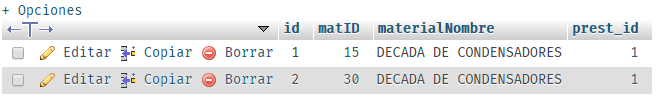 + Opciones
←T→ id matID materialNombre prest_id
Editar Copiar Borrar 1 15 DECADA DE CONDENSADORES 1
Editar Copiar Borrar 2 30 DECADA DE CONDENSADORES 1